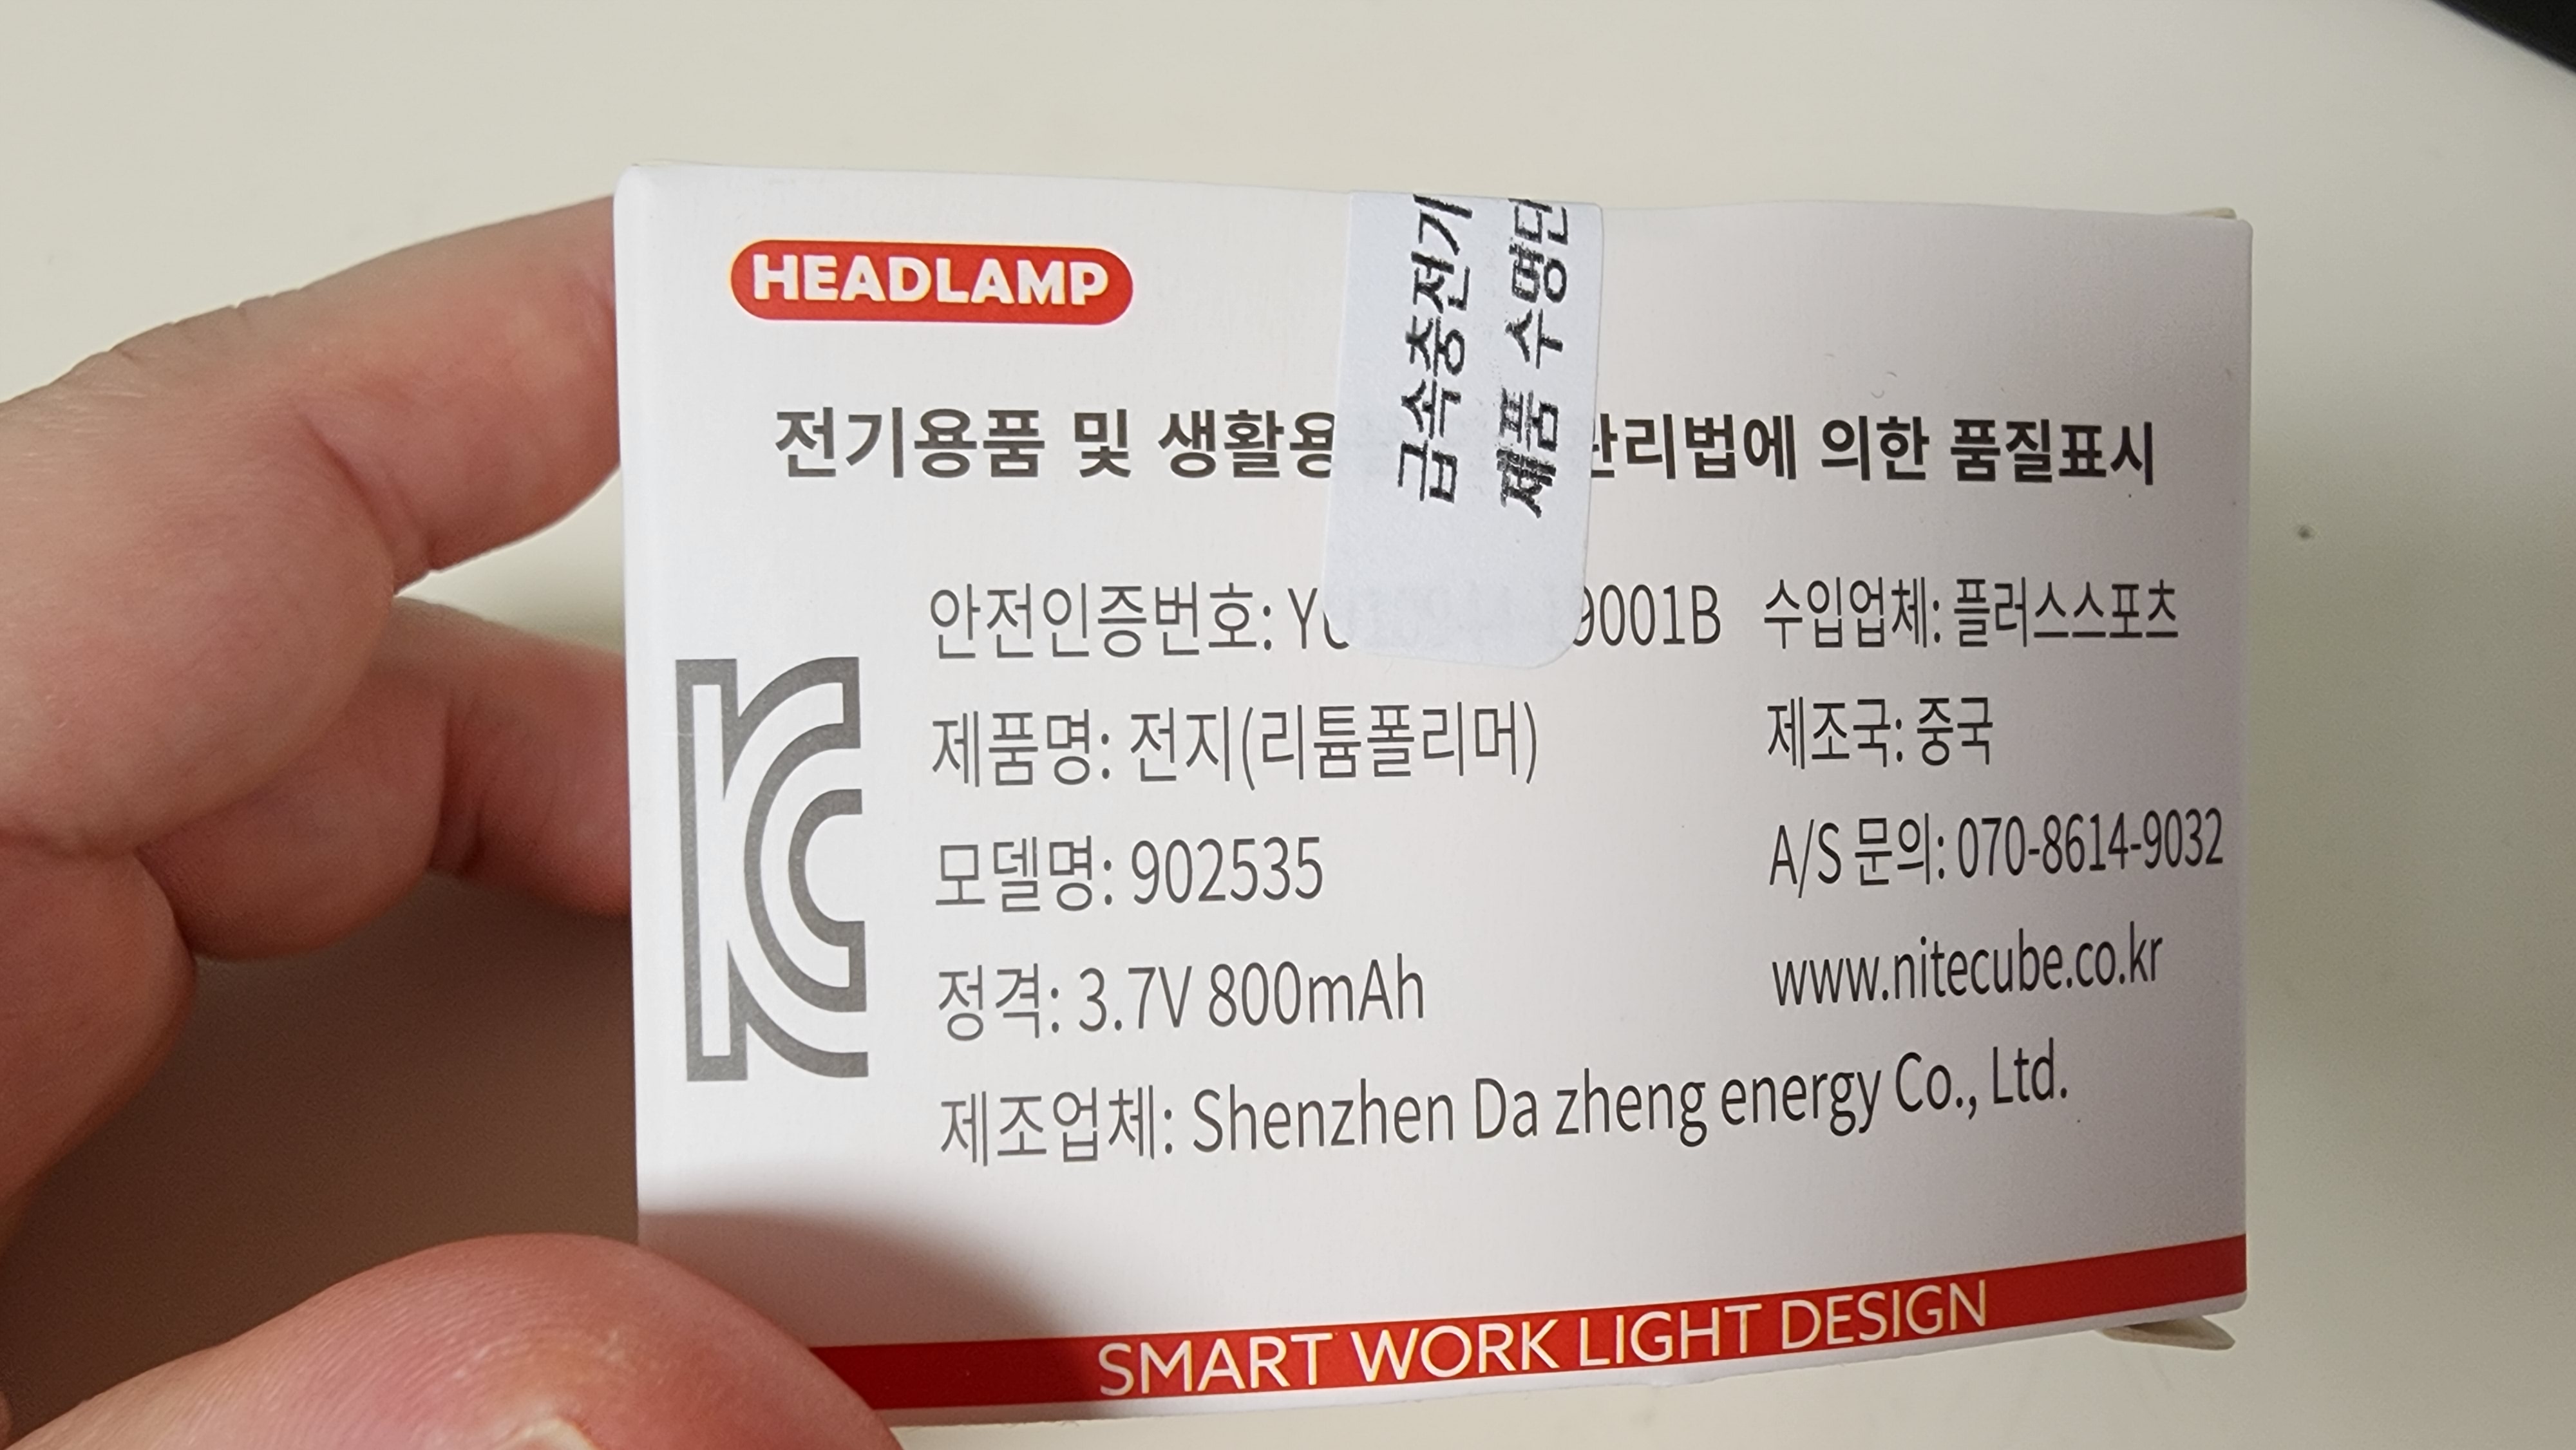 HEADLAMP
급속충전기
제품 수명단
전기용품 및 생활용 관리법에 의한 품질표시
안전인증번호: YU 9001B
수입업체: 플러스스포츠
제품명: 전지(리튬폴리머)
제조국: 중국
모델명: 902535
A/S 문의: 070-8614-9032
정격: 3.7V 800mAh
www.nitecube.co.kr
제조업체: Shenzhen Da zheng energy Co., Ltd.
SMART WORK LIGHT DESIGN